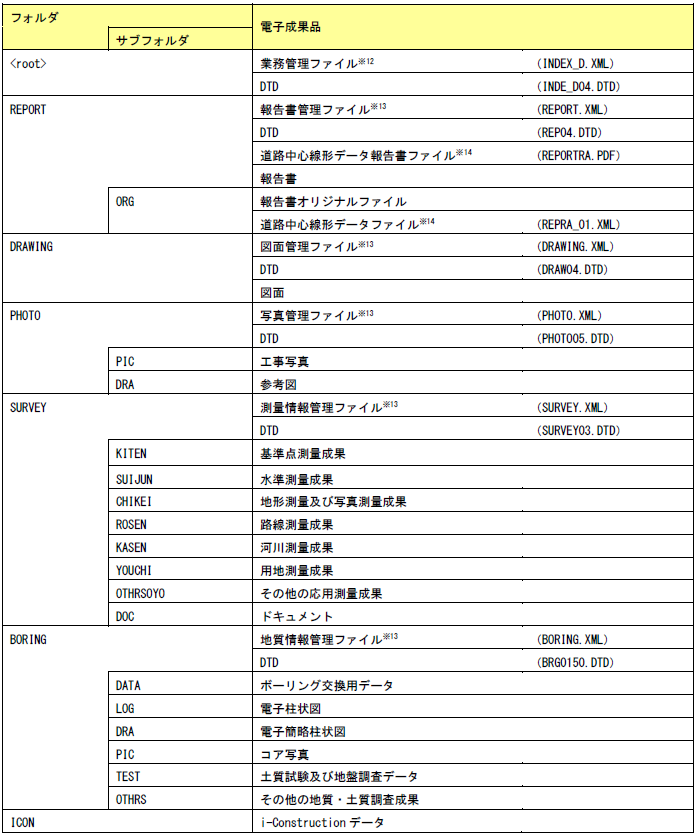 フォルダ
電子成果品
サブフォルダ
<root> 業務管理ファイル※12 (INDEX_D.XML)
DTD (INDE_D04.DTD)
REPORT 報告書管理ファイル※13 (REPORT.XML)
DTD (REP04.DTD)
道路中心線形データ報告書ファイル※14 (REPORTRA.PDF)
報告書
ORG 報告書オリジナルファイル
道路中心線形データファイル※14 (REPRA_01.XML)
DRAWING 図面管理ファイル※13 (DRAWING.XML)
DTD (DRAW04.DTD)
図面
PHOTO 写真管理ファイル※13 (PHOTO.XML)
DTD (PHOTO05.DTD)
PIC 工事写真
DRA 参考図
SURVEY 測量情報管理ファイル※13 (SURVEY.XML)
DTD (SURVEY03.DTD)
KITEN 基準点測量成果
SUIJUN 水準測量成果
CHIKEI 地形測量及び写真測量成果
ROSEN 路線測量成果
KASEN 河川測量成果
YOUCHI 用地測量成果
OTHRSOYO その他の応用測量成果
DOC ドキュメント
BORING 地質情報管理ファイル※13 (BORING.XML)
DTD (BRG0150.DTD)
DATA ボーリング交換用データ
LOG 電子柱状図
DRA 電子簡略柱状図
PIC コア写真
TEST 土質試験及び地盤調査データ
OTHRS その他の地質・土質調査成果
ICON i-Construction データ